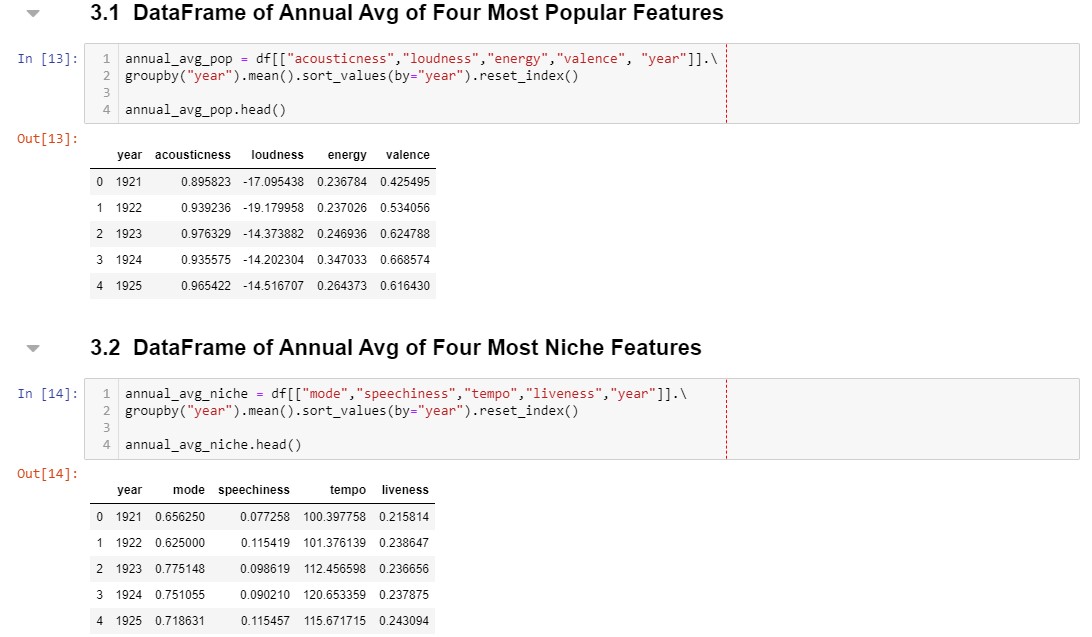 3.1 DataFrame of Annual Avg of Four Most Popular Features
In [13]:
1 annual_avg_pop = df[["acousticness","loudness","energy","valence", "year"]].\
2 groupby("year").mean().sort_values(by="year").reset_index()
3
4 annual_avg_pop.head()
Out[13]:
year acousticness loudness energy valence
0 1921 0.895823 -17.095438 0.236784 0.425495
1 1922 0.939236 -19.179958 0.237026 0.534056
2 1923 0.976329 -14.373882 0.246936 0.624788
3 1924 0.935575 -14.202304 0.347033 0.668574
4 1925 0.965422 -14.516707 0.264373 0.616430
3.2 DataFrame of Annual Avg of Four Most Niche Features
In [14]:
1 annual_avg_niche = df[["mode","speechiness","tempo","liveness","year"]].\
2 groupby("year").mean().sort_values(by="year").reset_index()
3
4 annual_avg_niche.head()
Out[14]:
year mode speechiness tempo liveness
0 1921 0.656250 0.077258 100.397758 0.215814
1 1922 0.625000 0.115419 101.376139 0.238647
2 1923 0.775148 0.098619 112.456598 0.236656
3 1924 0.751055 0.090210 120.653359 0.237875
4 1925 0.718631 0.115457 115.671715 0.243094